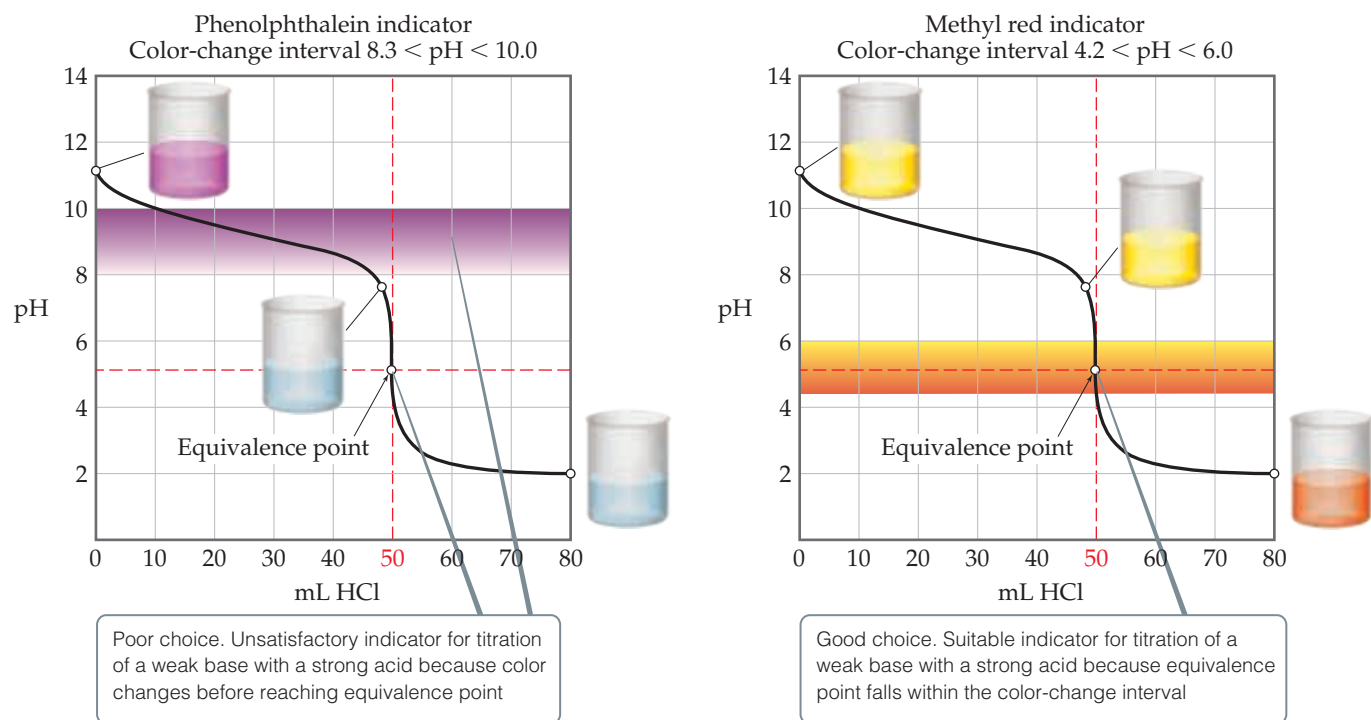 Phenolphthalein indicator
Color-change interval 8.3 < pH < 10.0
14
12
10
8
6
4
2
pH
Equivalence point
0 10 20 30 40 50 60 70 80
mL HCl
Poor choice. Unsatisfactory indicator for titration
of a weak base with a strong acid because color
changes before reaching equivalence point
Methyl red indicator
Color-change interval 4.2 < pH < 6.0
14
12
10
8
6
4
2
pH
Equivalence point
0 10 20 30 40 50 60 70 80
mL HCl
Good choice. Suitable indicator for titration of a
weak base with a strong acid because equivalence
point falls within the color-change interval